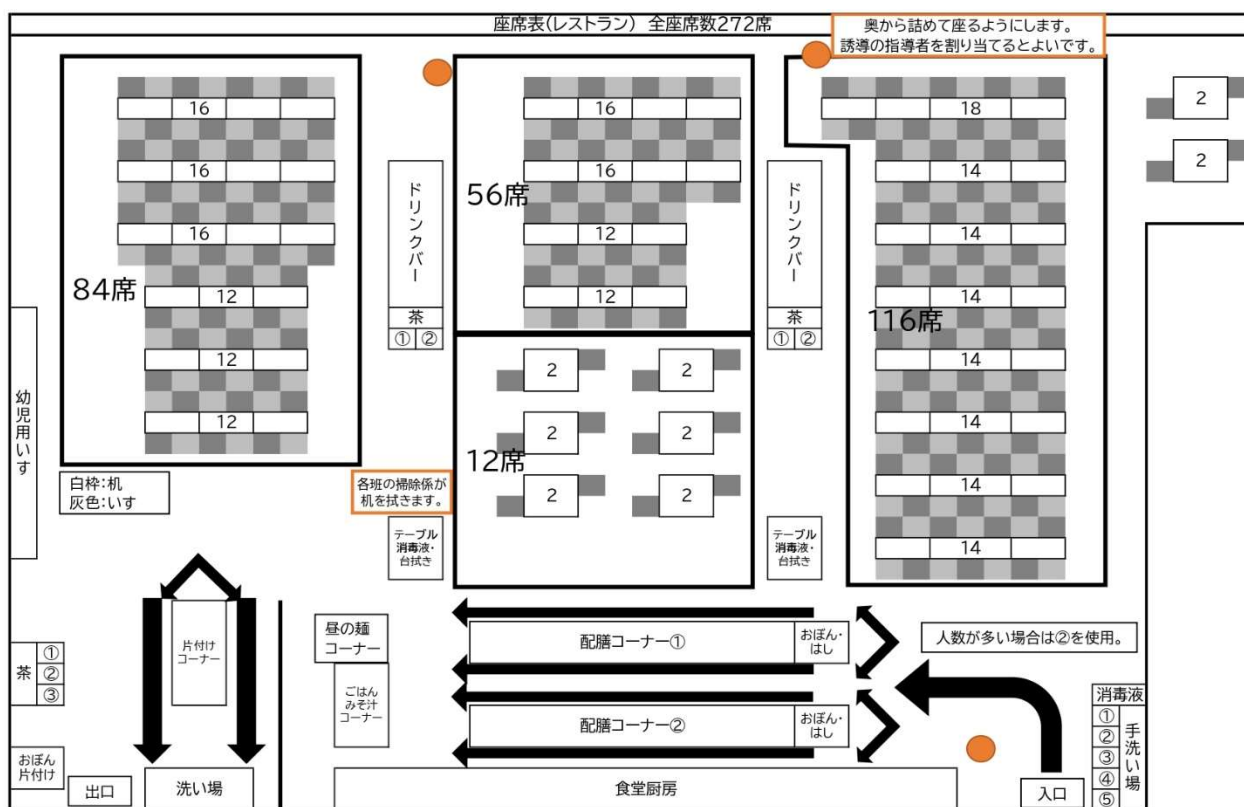 座席表(レストラン) 全座席数272席
奥から詰めて座るようにします。
誘導の指導者を割り当てるとよいです。
16
16
16
12
12
12
84席
幼児用いす
白枠:机
灰色:いす
ドリンクバー
茶
① ②
16
16
12
12
56席
2
2
2
2
2
2
12席
各班の掃除係が
机を拭きます。
テーブル
消毒液・
台拭き
ドリンクバー
茶
① ②
テーブル
消毒液・
台拭き
18
14
14
14
14
14
14
14
116席
2
2
片付け
コーナー
茶
①
②
③
おぼん
片付け
出口
洗い場
昼の麺
コーナー
ごはん
みそ汁
コーナー
配膳コーナー①
おぼん・
はし
配膳コーナー②
おぼん・
はし
人数が多い場合は②を使用。
食堂厨房
入口
消毒液
①
②
③
④
⑤
手洗い場